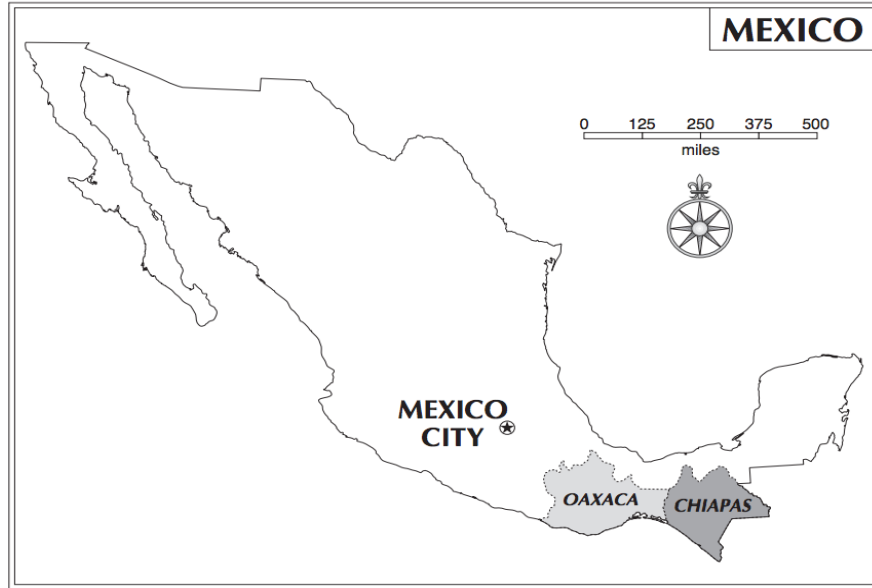 MEXICO
0 125 250 375 500
miles
MEXICO
CITY
OAXACA
CHIAPAS